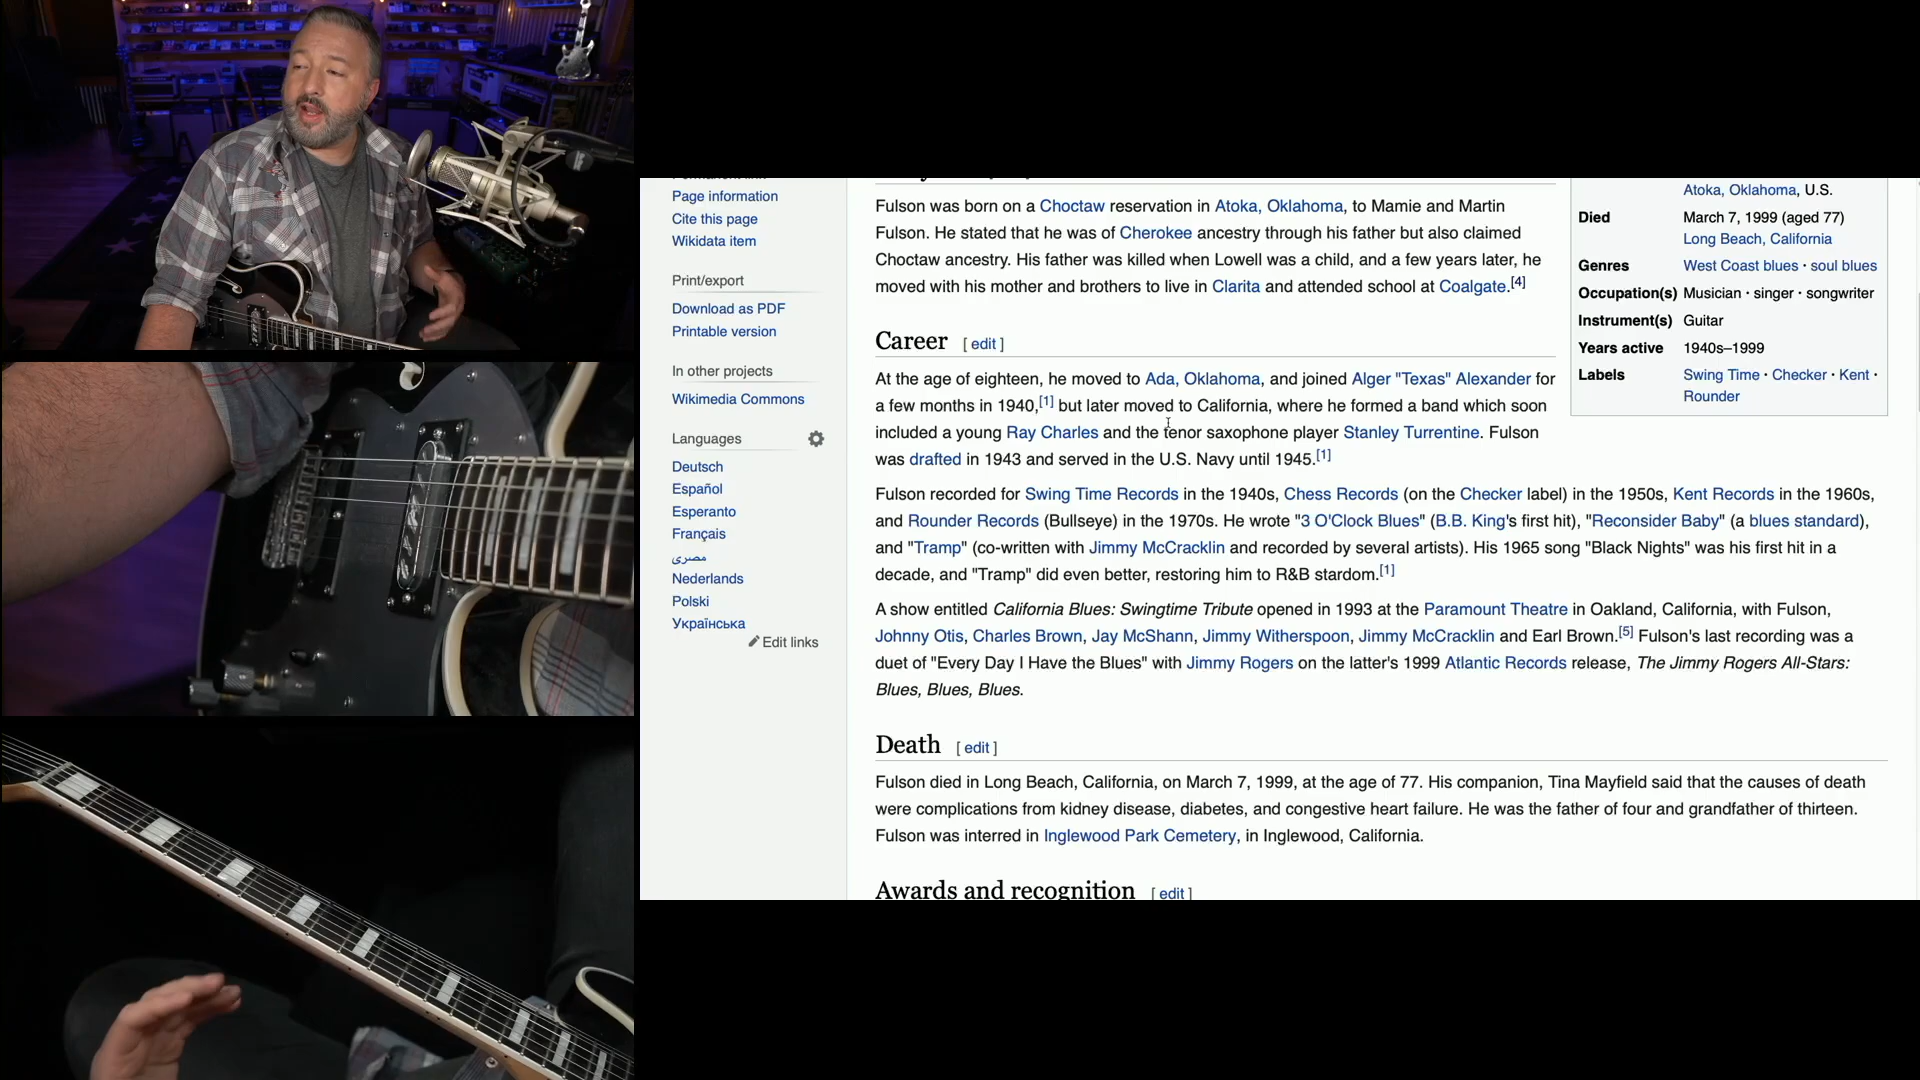 Page information
Cite this page
Wikidata item
Print/export
Download as PDF
Printable version
In other projects
Wikimedia Commons
Languages
Deutsch
Español
Esperanto
Français
مصرى
Nederlands
Polski
Українська
Edit links
Fulson was born on a Choctaw reservation in Atoka, Oklahoma, to Mamie and Martin
Fulson. He stated that he was of Cherokee ancestry through his father but also claimed
Choctaw ancestry. His father was killed when Lowell was a child, and a few years later, he
moved with his mother and brothers to live in Clarita and attended school at Coalgate.[4]
Career [ edit ]
At the age of eighteen, he moved to Ada, Oklahoma, and joined Alger "Texas" Alexander for
a few months in 1940,[1] but later moved to California, where he formed a band which soon
included a young Ray Charles and the tenor saxophone player Stanley Turrentine. Fulson
was drafted in 1943 and served in the U.S. Navy until 1945.[1]
Fulson recorded for Swing Time Records in the 1940s, Chess Records (on the Checker label) in the 1950s, Kent Records in the 1960s,
and Rounder Records (Bullseye) in the 1970s. He wrote "3 O'Clock Blues" (B.B. King's first hit), "Reconsider Baby" (a blues standard),
and "Tramp" (co-written with Jimmy McCracklin and recorded by several artists). His 1965 song "Black Nights" was his first hit in a
decade, and "Tramp" did even better, restoring him to R&B stardom.[1]
A show entitled California Blues: Swingtime Tribute opened in 1993 at the Paramount Theatre in Oakland, California, with Fulson,
Johnny Otis, Charles Brown, Jay McShann, Jimmy Witherspoon, Jimmy McCracklin and Earl Brown.[5] Fulson's last recording was a
duet of "Every Day I Have the Blues" with Jimmy Rogers on the latter's 1999 Atlantic Records release, The Jimmy Rogers All-Stars:
Blues, Blues, Blues.
Death [ edit ]
Fulson died in Long Beach, California, on March 7, 1999, at the age of 77. His companion, Tina Mayfield said that the causes of death
were complications from kidney disease, diabetes, and congestive heart failure. He was the father of four and grandfather of thirteen.
Fulson was interred in Inglewood Park Cemetery, in Inglewood, California.
Awards and recognition [ edit ]
Atoka, Oklahoma, U.S.
Died March 7, 1999 (aged 77)
Long Beach, California
Genres West Coast blues · soul blues
Occupation(s) Musician · singer · songwriter
Instrument(s) Guitar
Years active 1940s–1999
Labels Swing Time · Checker · Kent ·
Rounder